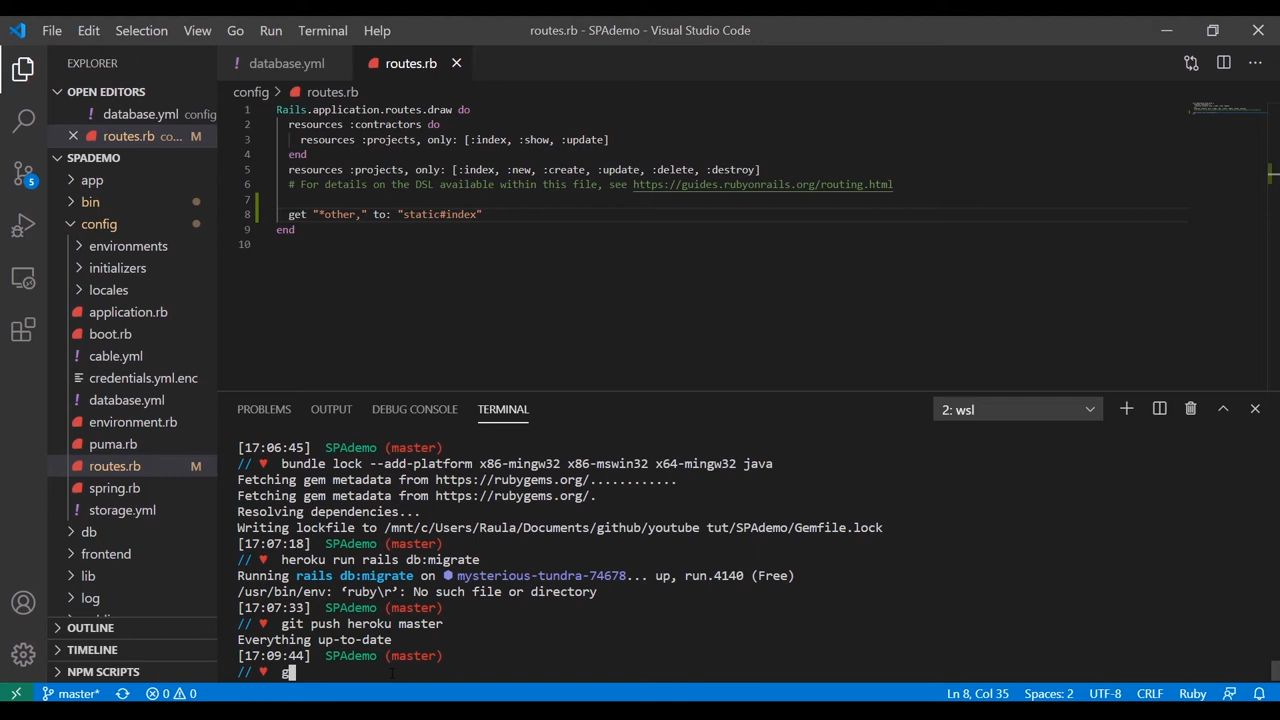 File Edit Selection View Go Run Terminal Help routes.rb - SPAdemo - Visual Studio Code
EXPLORER
OPEN EDITORS
! database.yml config
routes.rb co... M
SPADEMO
app
bin
config
environments
initializers
locales
application.rb
boot.rb
! cable.yml
credentials.yml.enc
! database.yml
environment.rb
puma.rb
routes.rb M
spring.rb
storage.yml
db
frontend
lib
log
OUTLINE
TIMELINE
NPM SCRIPTS
5
! database.yml routes.rb
config > routes.rb
1 Rails.application.routes.draw do
2 resources :contractors do
3 resources :projects, only: [:index, :show, :update]
4 end
5 resources :projects, only: [:index, :new, :create, :update, :delete, :destroy]
6 # For details on the DSL available within this file, see https://guides.rubyonrails.org/routing.html
7
8 get "*other," to: "static#index"
9 end
10
PROBLEMS OUTPUT DEBUG CONSOLE TERMINAL 2: wsl
[17:06:45] SPAdemo (master)
// ♥ bundle lock --add-platform x86-mingw32 x86-mswin32 x64-mingw32 java
Fetching gem metadata from https://rubygems.org/............
Fetching gem metadata from https://rubygems.org/.
Resolving dependencies...
Writing lockfile to /mnt/c/Users/Raula/Documents/github/youtube tut/SPAdemo/Gemfile.lock
[17:07:18] SPAdemo (master)
// ♥ heroku run rails db:migrate
Running rails db:migrate on ⬢mysterious-tundra-74678... up, run.4140 (Free)
/usr/bin/env: ‘ruby\r’: No such file or directory
[17:07:33] SPAdemo (master)
// ♥ git push heroku master
Everything up-to-date
[17:09:44] SPAdemo (master)
// ♥ g
master* 0 0 Ln 8, Col 35 Spaces: 2 UTF-8 CRLF Ruby